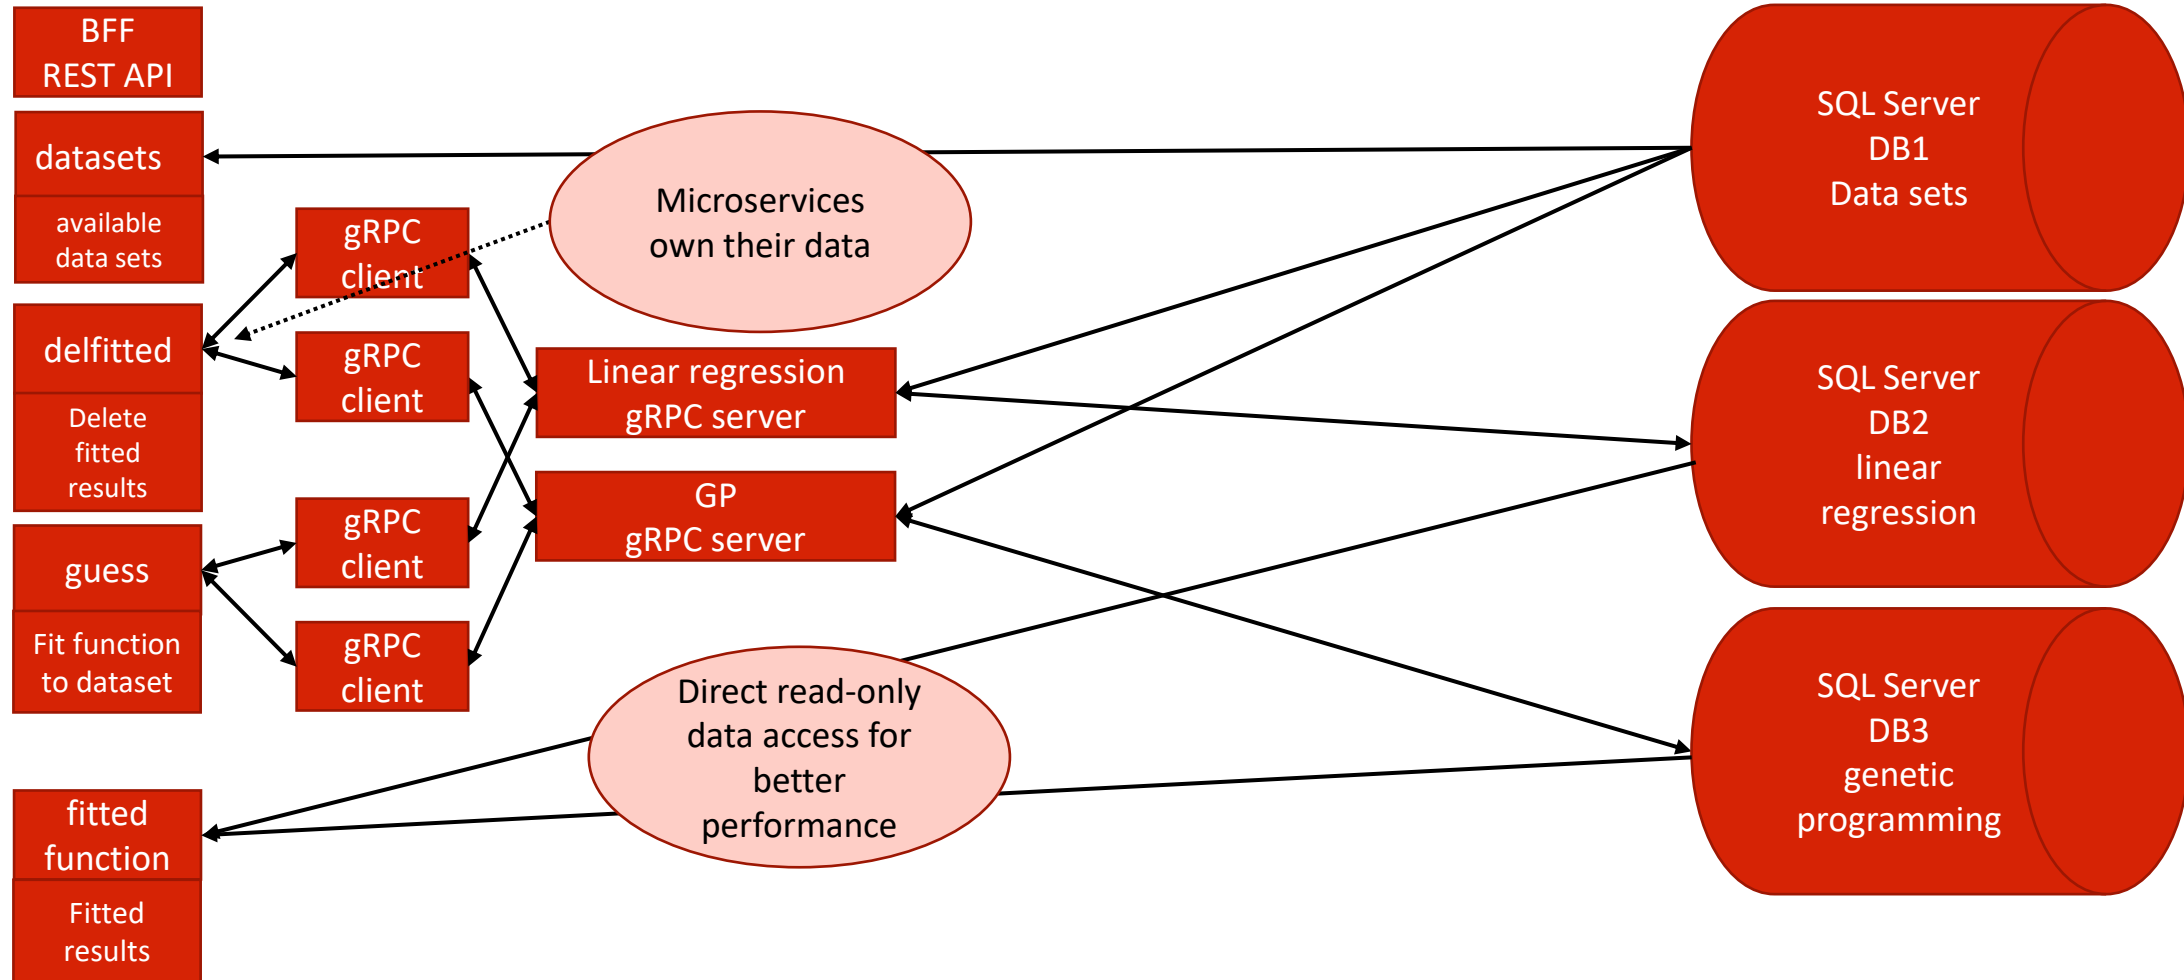 BFF
REST API
datasets
available
data sets
delfitted
Delete
fitted
results
guess
Fit function
to dataset
fitted
function
Fitted
results
gRPC
client
gRPC
client
gRPC
client
gRPC
client
Microservices
own their data
Linear regression
gRPC server
GP
gRPC server
Direct read-only
data access for
better
performance
SQL Server
DB1
Data sets
SQL Server
DB2
linear
regression
SQL Server
DB3
genetic
programming